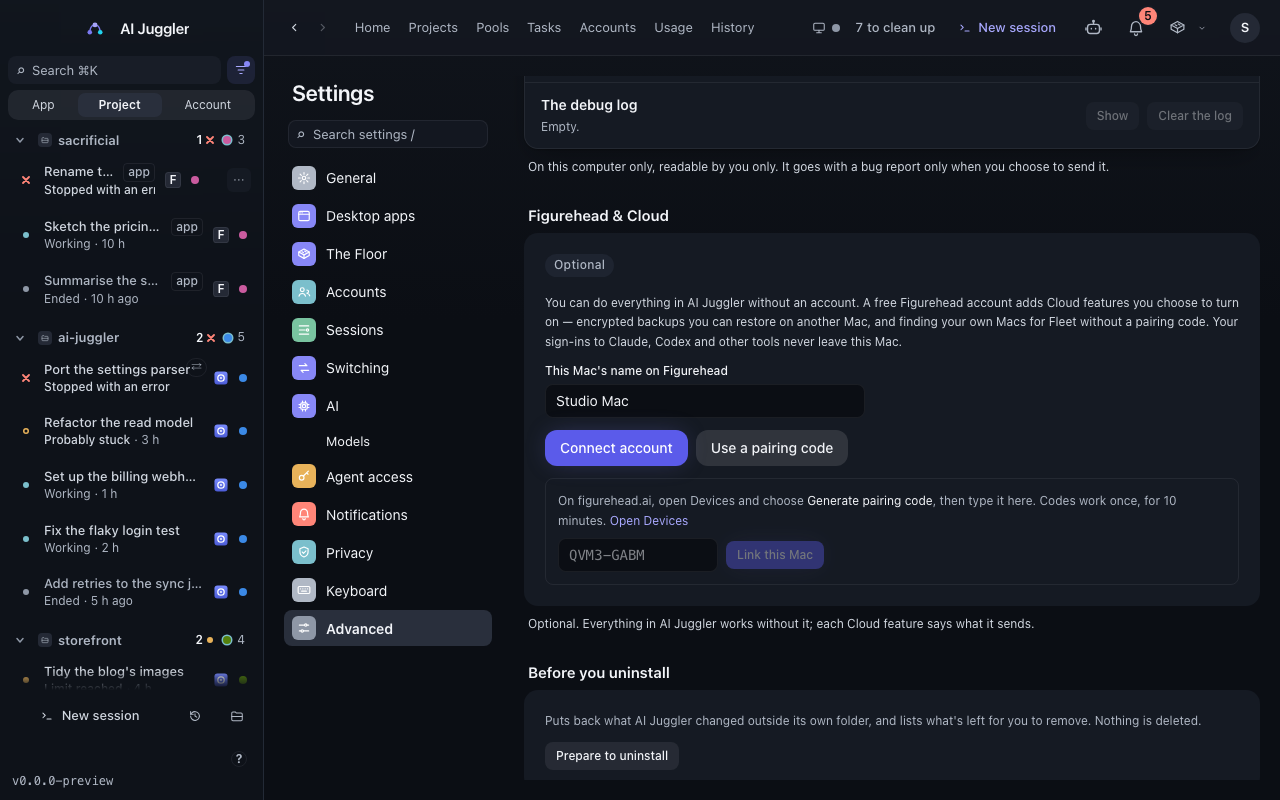 AI Juggler
Search ⌘K
App Project Account
sacrificial 1 3
Rename t... app F
Stopped with an err
Sketch the pricin... app F
Working · 10 h
Summarise the s... app F
Ended · 10 h ago
ai-juggler 2 5
Port the settings parser
Stopped with an error
Refactor the read model
Probably stuck · 3 h
Set up the billing webh...
Working · 1 h
Fix the flaky login test
Working · 2 h
Add retries to the sync j...
Ended · 5 h ago
storefront 2 4
Tidy the blog's images
Limit reached · 4 h
New session
?
v0.0.0-preview
Home Projects Pools Tasks Accounts Usage History
7 to clean up
New session
5
S
Settings
Search settings /
General
Desktop apps
The Floor
Accounts
Sessions
Switching
AI
Models
Agent access
Notifications
Privacy
Keyboard
Advanced
The debug log
Empty.
Show Clear the log
On this computer only, readable by you only. It goes with a bug report only when you choose to send it.
Figurehead & Cloud
Optional
You can do everything in AI Juggler without an account. A free Figurehead account adds Cloud features you choose to turn
on — encrypted backups you can restore on another Mac, and finding your own Macs for Fleet without a pairing code. Your
sign-ins to Claude, Codex and other tools never leave this Mac.
This Mac's name on Figurehead
Studio Mac
Connect account Use a pairing code
On figurehead.ai, open Devices and choose Generate pairing code, then type it here. Codes work once, for 10
minutes. Open Devices
QVM3-GABM Link this Mac
Optional. Everything in AI Juggler works without it; each Cloud feature says what it sends.
Before you uninstall
Puts back what AI Juggler changed outside its own folder, and lists what's left for you to remove. Nothing is deleted.
Prepare to uninstall